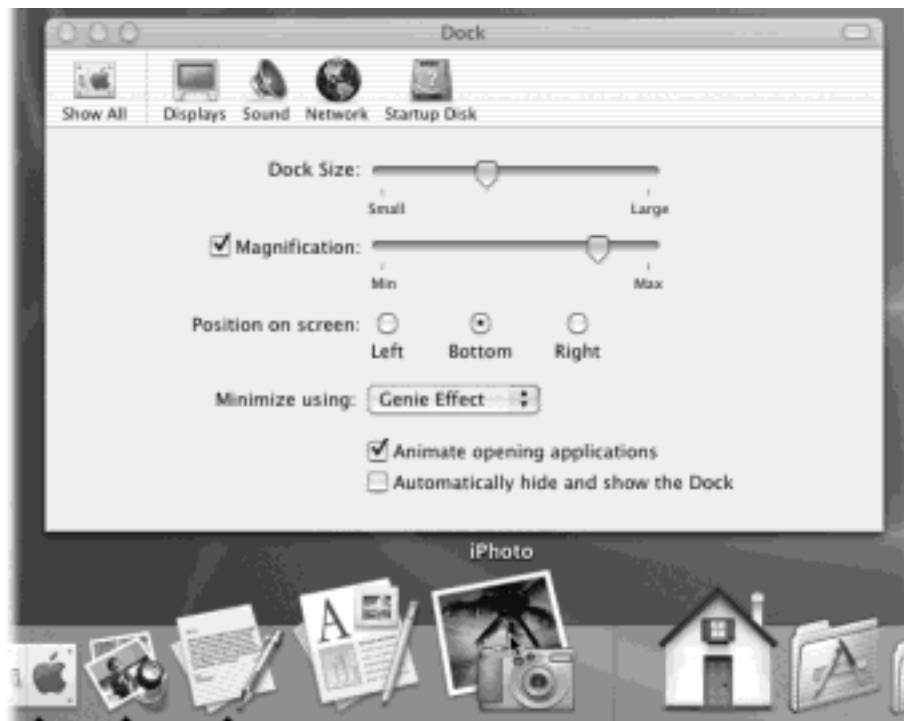 Dock
Show All Displays Sound Network Startup Disk
Dock Size:
Small Large
Magnification:
Min Max
Position on screen:
Left Bottom Right
Minimize using: Genie Effect
Animate opening applications
Automatically hide and show the Dock
iPhoto